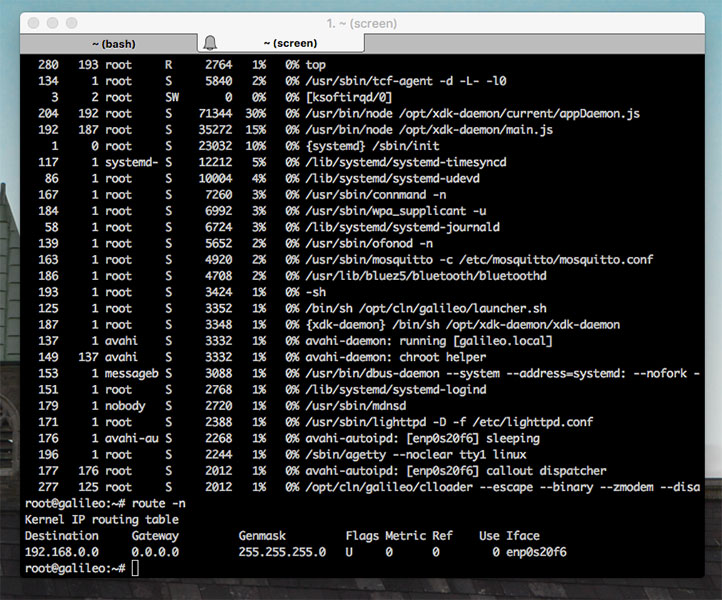 1. ~ (screen)
~ (bash)
~ (screen)
280 193 root R 2764 1% 0% top
134 1 root S 5840 2% 0% /usr/sbin/tcf-agent -d -L- -l0
3 2 root SW 0 0% 0% [ksoftirqd/0]
204 192 root S 71344 30% 0% /usr/bin/node /opt/xdk-daemon/current/appDaemon.js
192 187 root S 35272 15% 0% /usr/bin/node /opt/xdk-daemon/main.js
1 0 root S 23032 10% 0% {systemd} /sbin/init
117 1 systemd- S 12212 5% 0% /lib/systemd/systemd-timesyncd
86 1 root S 10004 4% 0% /lib/systemd/systemd-udevd
167 1 root S 7260 3% 0% /usr/sbin/connmand -n
184 1 root S 6992 3% 0% /usr/sbin/wpa_supplicant -u
58 1 root S 6724 3% 0% /lib/systemd/systemd-journald
139 1 root S 5652 2% 0% /usr/sbin/ofonod -n
163 1 root S 4920 2% 0% /usr/sbin/mosquitto -c /etc/mosquitto/mosquitto.conf
186 1 root S 4708 2% 0% /usr/lib/bluez5/bluetooth/bluetoothd
193 1 root S 3424 1% 0% -sh
125 1 root S 3352 1% 0% /bin/sh /opt/cln/galileo/launcher.sh
187 1 root S 3348 1% 0% {xdk-daemon} /bin/sh /opt/xdk-daemon/xdk-daemon
137 1 avahi S 3332 1% 0% avahi-daemon: running [galileo.local]
149 137 avahi S 3332 1% 0% avahi-daemon: chroot helper
153 1 messageb S 3088 1% 0% /usr/bin/dbus-daemon --system --address=systemd: --nofork -
151 1 root S 2768 1% 0% /lib/systemd/systemd-logind
179 1 nobody S 2720 1% 0% /usr/sbin/mdnsd
171 1 root S 2388 1% 0% /usr/sbin/lighttpd -D -f /etc/lighttpd.conf
176 1 avahi-au S 2268 1% 0% avahi-autoipd: [enp0s20f6] sleeping
196 1 root S 2244 1% 0% /sbin/agetty --noclear tty1 linux
177 176 root S 2012 1% 0% avahi-autoipd: [enp0s20f6] callout dispatcher
277 125 root S 2012 1% 0% /opt/cln/galileo/clloader --escape --binary --zmodem --disa
root@galileo:~# route -n
Kernel IP routing table
Destination Gateway Genmask Flags Metric Ref Use Iface
192.168.0.0 0.0.0.0 255.255.255.0 U 0 0 0 enp0s20f6
root@galileo:~#